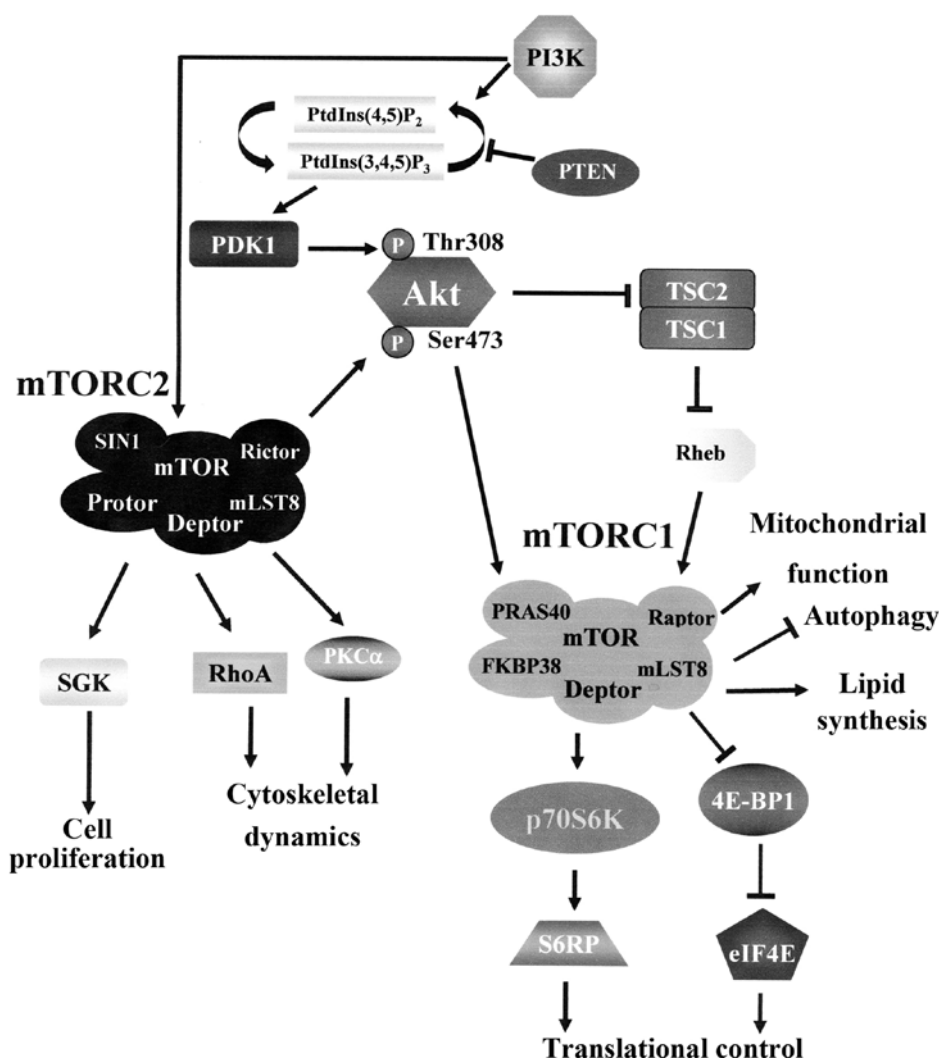 PI3K
PtdIns(4,5)P₂
PtdIns(3,4,5)P₃
PTEN
PDK1
P
Thr308
Akt
P
Ser473
TSC2
TSC1
mTORC2
SIN1
mTOR
Rictor
Protor
Deptor
mLST8
Rheb
mTORC1
Mitochondrial
function
Autophagy
PRAS40
mTOR
Raptor
FKBP38
Deptor
mLST8
Lipid
synthesis
SGK
RhoA
PKCα
Cell
proliferation
Cytoskeletal
dynamics
p70S6K
4E-BP1
S6RP
eIF4E
Translational control